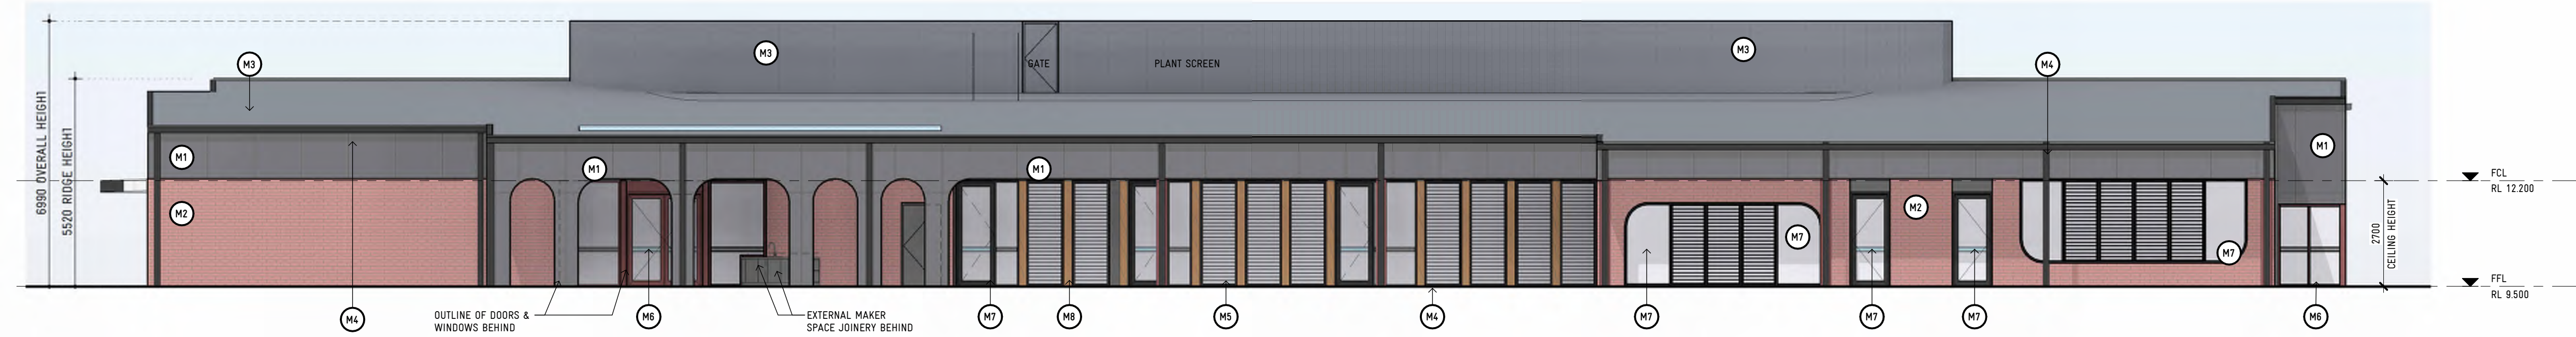 6990 OVERALL HEIGHT
5520 RIDGE HEIGHT
M3
M3
GATE
PLANT SCREEN
M3
M4
M1
M1
M1
M1
M2
M2
M7
M7
FCL
RL 12.200
2700
CEILING HEIGHT
FFL
RL 9.500
M4
OUTLINE OF DOORS &
WINDOWS BEHIND
M6
EXTERNAL MAKER
SPACE JOINERY BEHIND
M7
M8
M5
M4
M7
M7
M7
M6